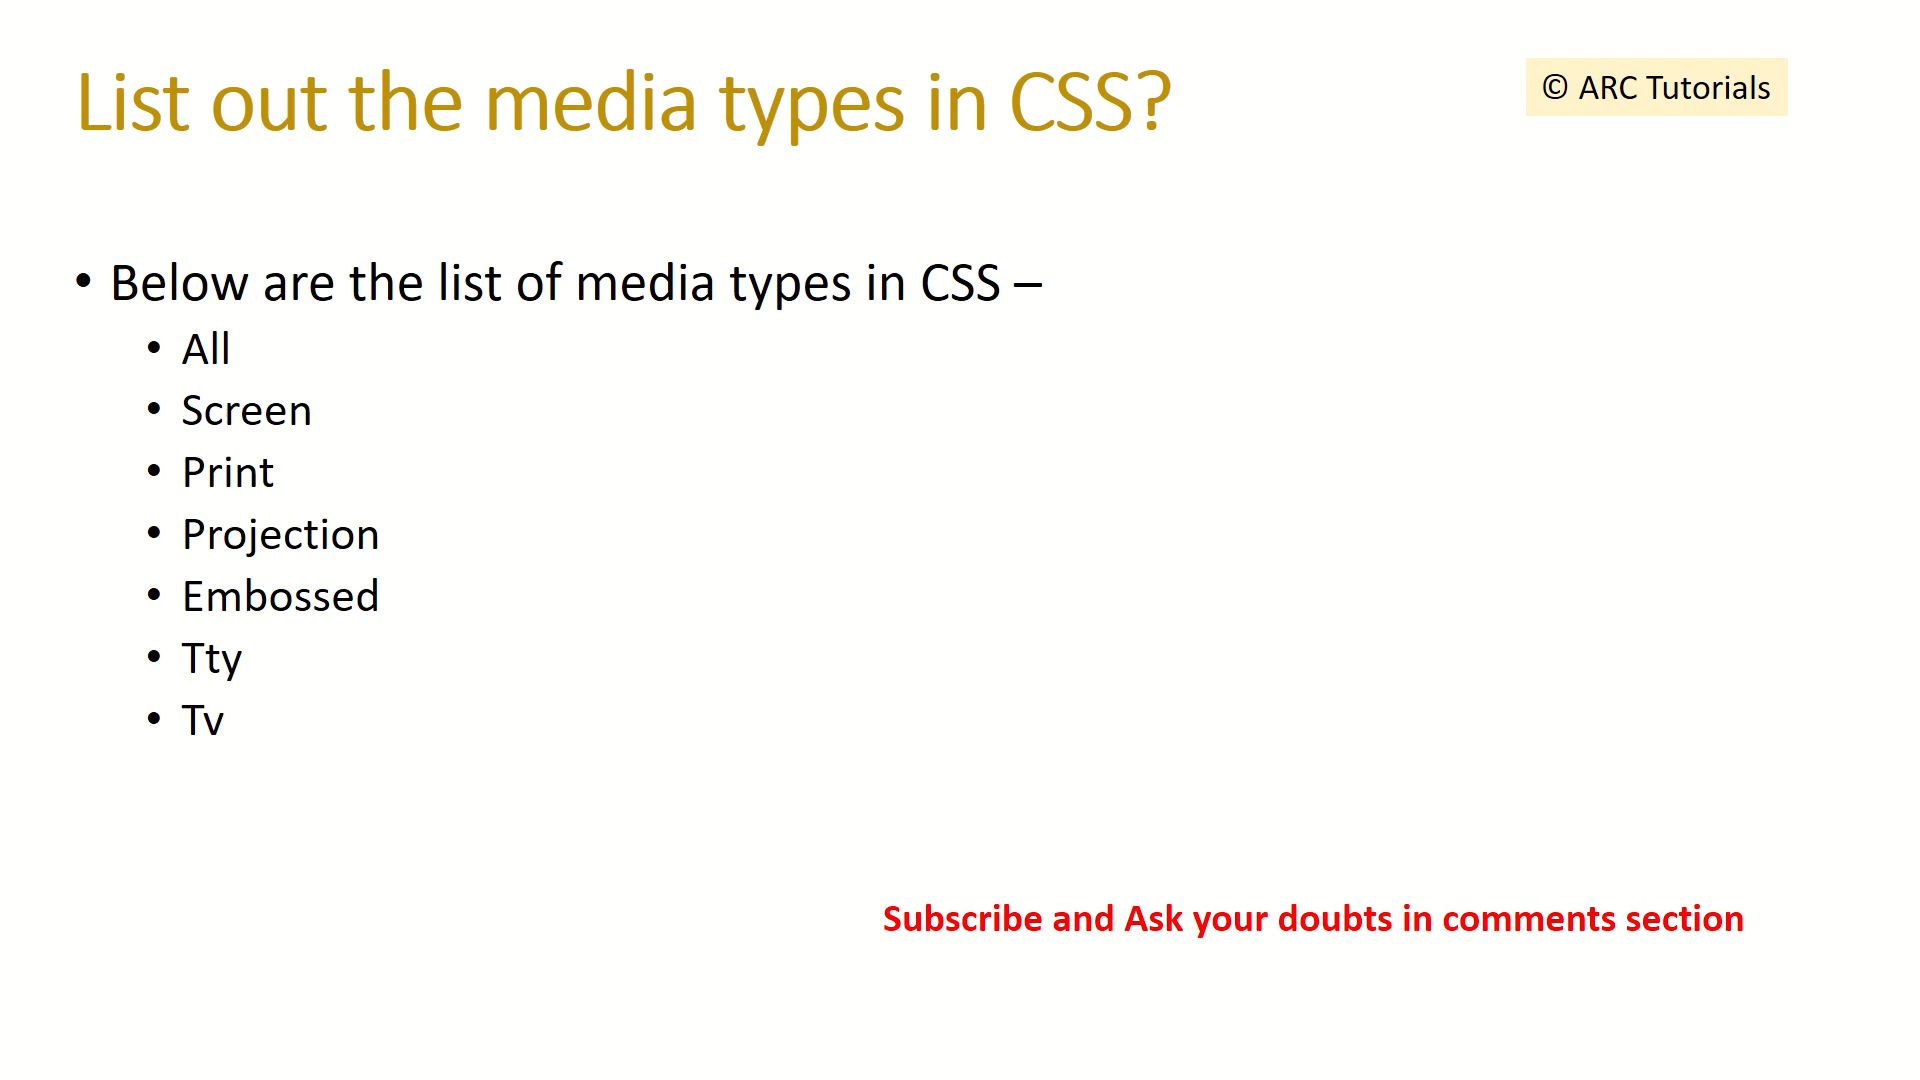 List out the media types in CSS?
© ARC Tutorials
• Below are the list of media types in CSS –
• All
• Screen
• Print
• Projection
• Embossed
• Tty
• Tv
Subscribe and Ask your doubts in comments section